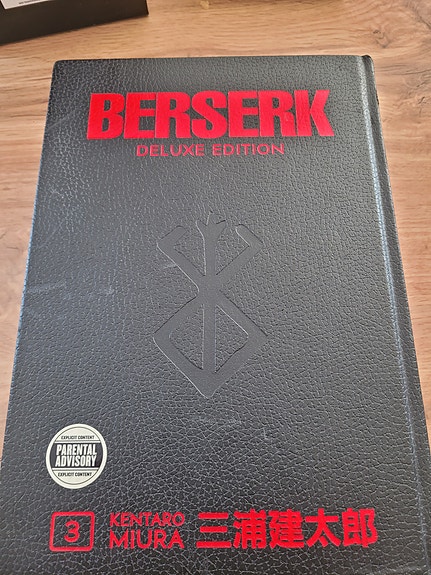 BERSERK
DELUXE EDITION
EXPLICIT CONTENT
PARENTAL
ADVISORY
EXPLICIT CONTENT
3 KENTARO MIURA 三浦建太郎